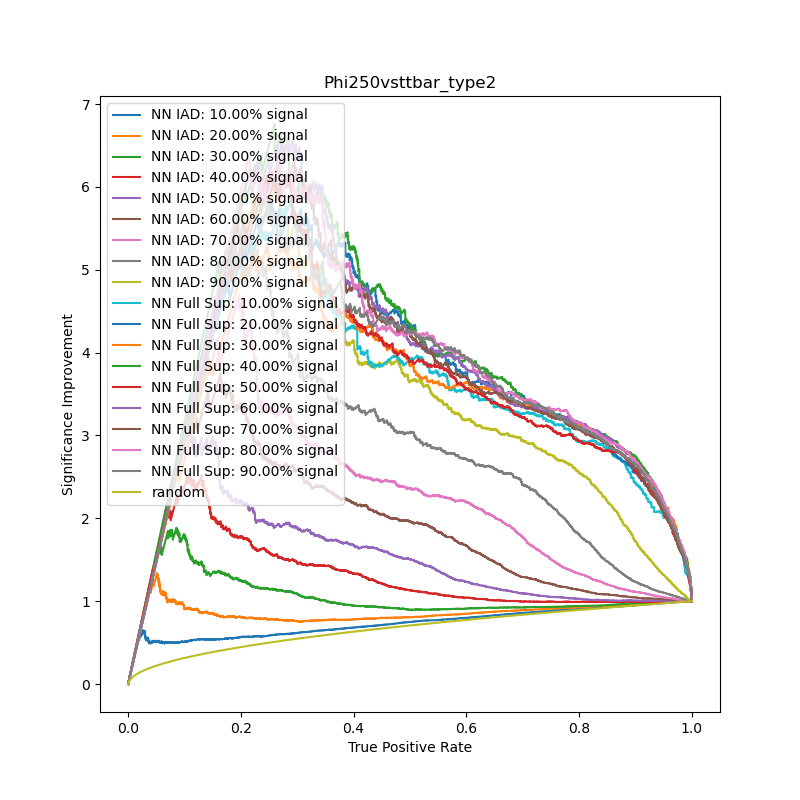 Phi250vsttbar_type2
7
6
5
4
3
2
1
0
Significance Improvement
NN IAD: 10.00% signal
NN IAD: 20.00% signal
NN IAD: 30.00% signal
NN IAD: 40.00% signal
NN IAD: 50.00% signal
NN IAD: 60.00% signal
NN IAD: 70.00% signal
NN IAD: 80.00% signal
NN IAD: 90.00% signal
NN Full Sup: 10.00% signal
NN Full Sup: 20.00% signal
NN Full Sup: 30.00% signal
NN Full Sup: 40.00% signal
NN Full Sup: 50.00% signal
NN Full Sup: 60.00% signal
NN Full Sup: 70.00% signal
NN Full Sup: 80.00% signal
NN Full Sup: 90.00% signal
random
0.0 0.2 0.4 0.6 0.8 1.0
True Positive Rate